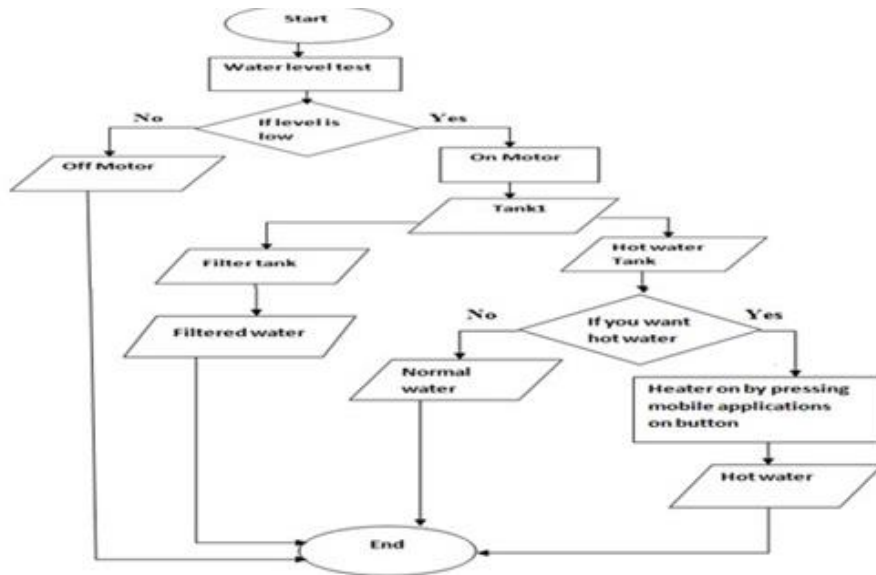 Start
Water level test
No
If level is
low
Yes
Off Motor
On Motor
Tank1
Filter tank
Hot water
Tank
Filtered water
No
If you want
hot water
Yes
Normal
water
Heater on by pressing
mobile applications
on button
Hot water
End